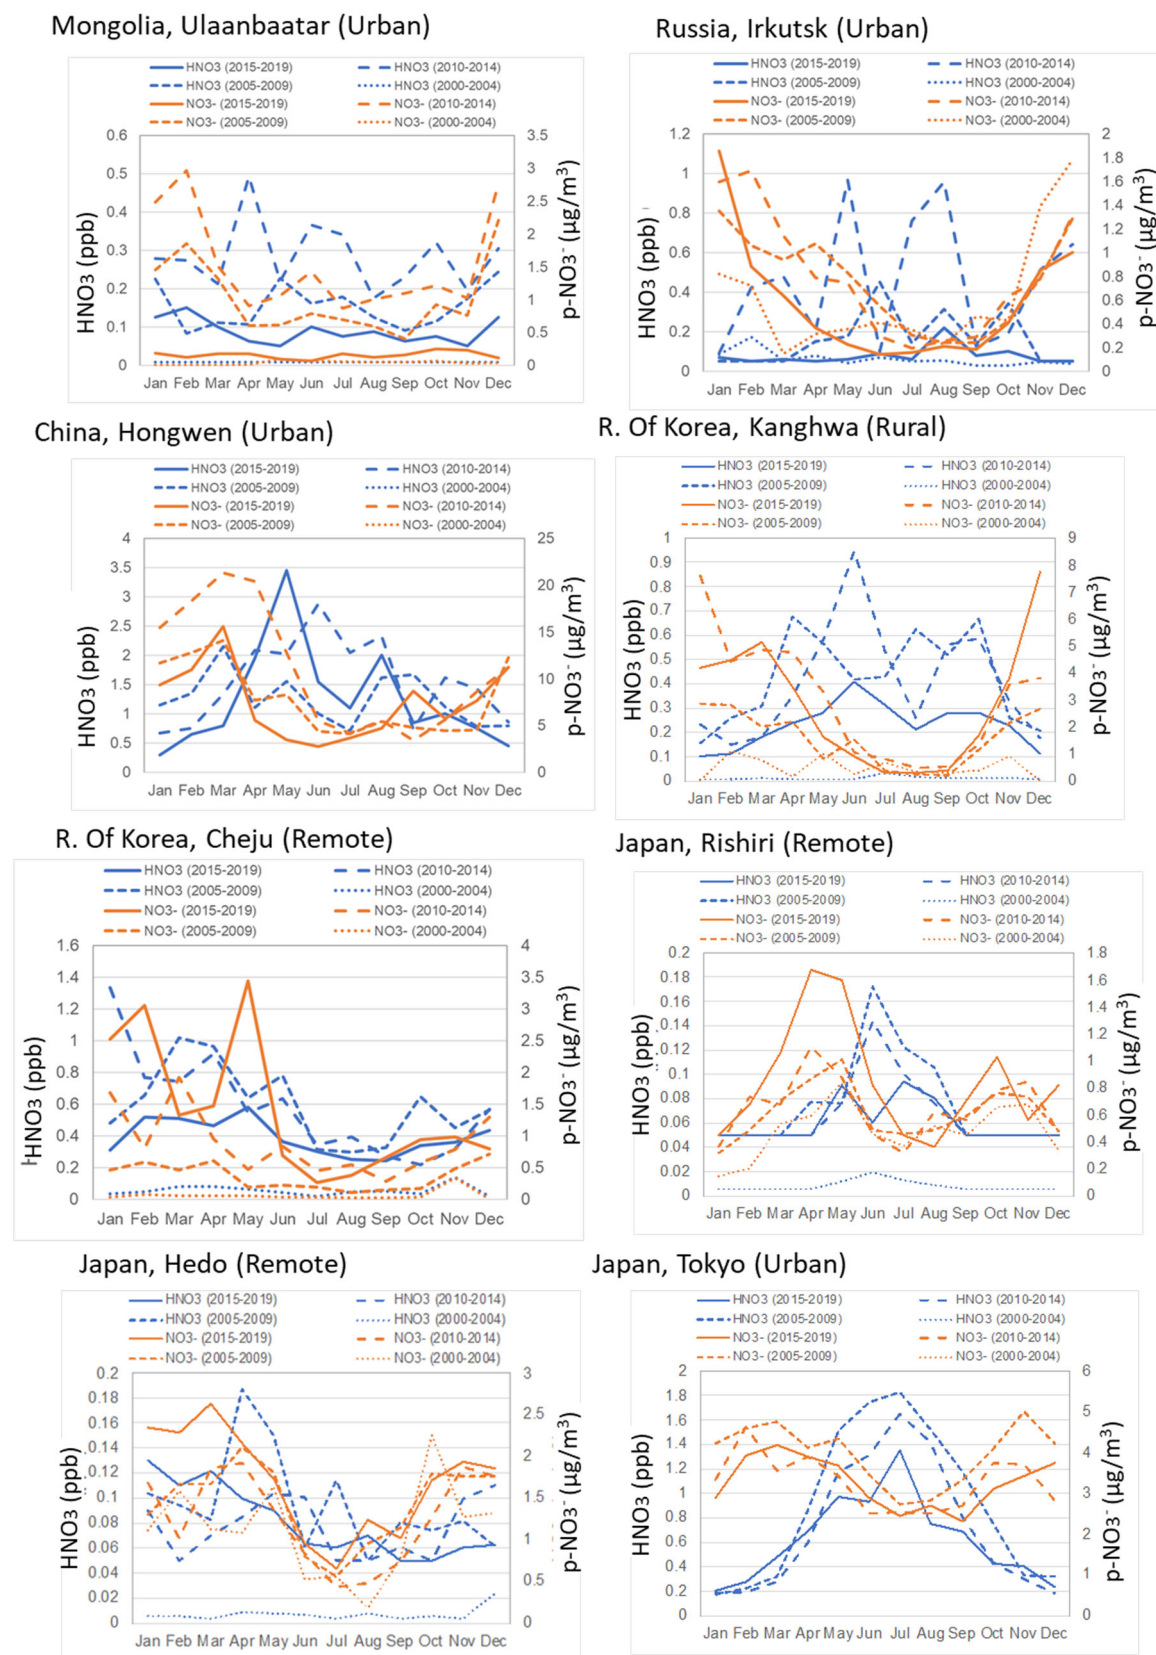 Mongolia, Ulaanbaatar (Urban)
HNO3 (2015-2019) HNO3 (2010-2014)
HNO3 (2005-2009) HNO3 (2000-2004)
NO3- (2015-2019) NO3- (2010-2014)
NO3- (2005-2009) NO3- (2000-2004)
0.6
0.5
0.4
0.3
0.2
0.1
0
HNO3 (ppb)
3.5
3
2.5
2
1.5
1
0.5
0
p-NO3- (µg/m3)
Jan Feb Mar Apr May Jun Jul Aug Sep Oct Nov Dec
Russia, Irkutsk (Urban)
HNO3 (2015-2019) HNO3 (2010-2014)
HNO3 (2005-2009) HNO3 (2000-2004)
NO3- (2015-2019) NO3- (2010-2014)
NO3- (2005-2009) NO3- (2000-2004)
1.2
1
0.8
0.6
0.4
0.2
0
HNO3 (ppb)
2
1.8
1.6
1.4
1.2
1
0.8
0.6
0.4
0.2
0
p-NO3- (µg/m3)
Jan Feb Mar Apr May Jun Jul Aug Sep Oct Nov Dec
China, Hongwen (Urban)
HNO3 (2015-2019) HNO3 (2010-2014)
HNO3 (2005-2009) HNO3 (2000-2004)
NO3- (2015-2019) NO3- (2010-2014)
NO3- (2005-2009) NO3- (2000-2004)
4
3.5
3
2.5
2
1.5
1
0.5
0
HNO3 (ppb)
25
20
15
10
5
0
p-NO3- (µg/m3)
Jan Feb Mar Apr May Jun Jul Aug Sep Oct Nov Dec
R. Of Korea, Kanghwa (Rural)
HNO3 (2015-2019) HNO3 (2010-2014)
HNO3 (2005-2009) HNO3 (2000-2004)
NO3- (2015-2019) NO3- (2010-2014)
NO3- (2005-2009) NO3- (2000-2004)
1
0.9
0.8
0.7
0.6
0.5
0.4
0.3
0.2
0.1
0
HNO3 (ppb)
9
8
7
6
5
4
3
2
1
0
p-NO3- (µg/m3)
Jan Feb Mar Apr May Jun Jul Aug Sep Oct Nov Dec
R. Of Korea, Cheju (Remote)
HNO3 (2015-2019) HNO3 (2010-2014)
HNO3 (2005-2009) HNO3 (2000-2004)
NO3- (2015-2019) NO3- (2010-2014)
NO3- (2005-2009) NO3- (2000-2004)
1.6
1.4
1.2
1
0.8
0.6
0.4
0.2
0
HNO3 (ppb)
4
3.5
3
2.5
2
1.5
1
0.5
0
p-NO3- (µg/m3)
Jan Feb Mar Apr May Jun Jul Aug Sep Oct Nov Dec
Japan, Rishiri (Remote)
HNO3 (2015-2019) HNO3 (2010-2014)
HNO3 (2005-2009) HNO3 (2000-2004)
NO3- (2015-2019) NO3- (2010-2014)
NO3- (2005-2009) NO3- (2000-2004)
0.2
0.18
0.16
0.14
0.12
0.1
0.08
0.06
0.04
0.02
0
HNO3 (ppb)
1.8
1.6
1.4
1.2
1
0.8
0.6
0.4
0.2
0
p-NO3- (µg/m3)
Jan Feb Mar Apr May Jun Jul Aug Sep Oct Nov Dec
Japan, Hedo (Remote)
HNO3 (2015-2019) HNO3 (2010-2014)
HNO3 (2005-2009) HNO3 (2000-2004)
NO3- (2015-2019) NO3- (2010-2014)
NO3- (2005-2009) NO3- (2000-2004)
0.2
0.18
0.16
0.14
0.12
0.1
0.08
0.06
0.04
0.02
0
HNO3 (ppb)
3
2.5
2
1.5
1
0.5
0
p-NO3- (µg/m3)
Jan Feb Mar Apr May Jun Jul Aug Sep Oct Nov Dec
Japan, Tokyo (Urban)
HNO3 (2015-2019) HNO3 (2010-2014)
HNO3 (2005-2009) HNO3 (2000-2004)
NO3- (2015-2019) NO3- (2010-2014)
NO3- (2005-2009) NO3- (2000-2004)
2
1.8
1.6
1.4
1.2
1
0.8
0.6
0.4
0.2
0
HNO3 (ppb)
6
5
4
3
2
1
0
p-NO3- (µg/m3)
Jan Feb Mar Apr May Jun Jul Aug Sep Oct Nov Dec